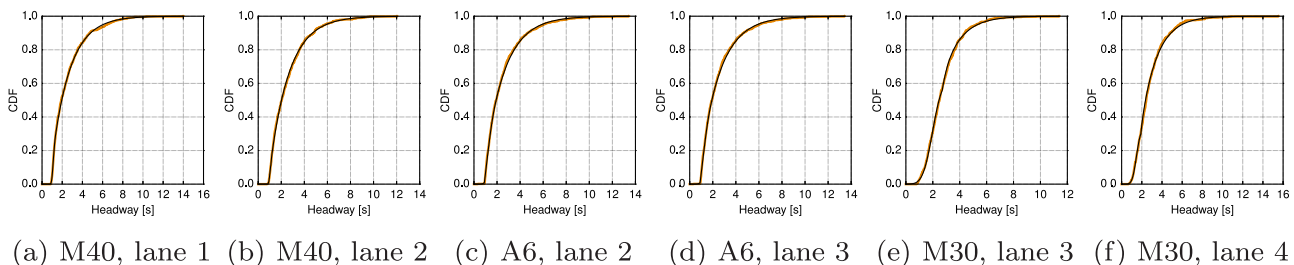 1.0
0.8
0.6
0.4
0.2
0.0
CDF
0 2 4 6 8 10 12 14 16
Headway [s]
(a) M40, lane 1
1.0
0.8
0.6
0.4
0.2
0.0
CDF
0 2 4 6 8 10 12 14
Headway [s]
(b) M40, lane 2
1.0
0.8
0.6
0.4
0.2
0.0
CDF
0 2 4 6 8 10 12 14
Headway [s]
(c) A6, lane 2
1.0
0.8
0.6
0.4
0.2
0.0
CDF
0 2 4 6 8 10 12 14
Headway [s]
(d) A6, lane 3
1.0
0.8
0.6
0.4
0.2
0.0
CDF
0 2 4 6 8 10 12
Headway [s]
(e) M30, lane 3
1.0
0.8
0.6
0.4
0.2
0.0
CDF
0 2 4 6 8 10 12 14 16
Headway [s]
(f) M30, lane 4